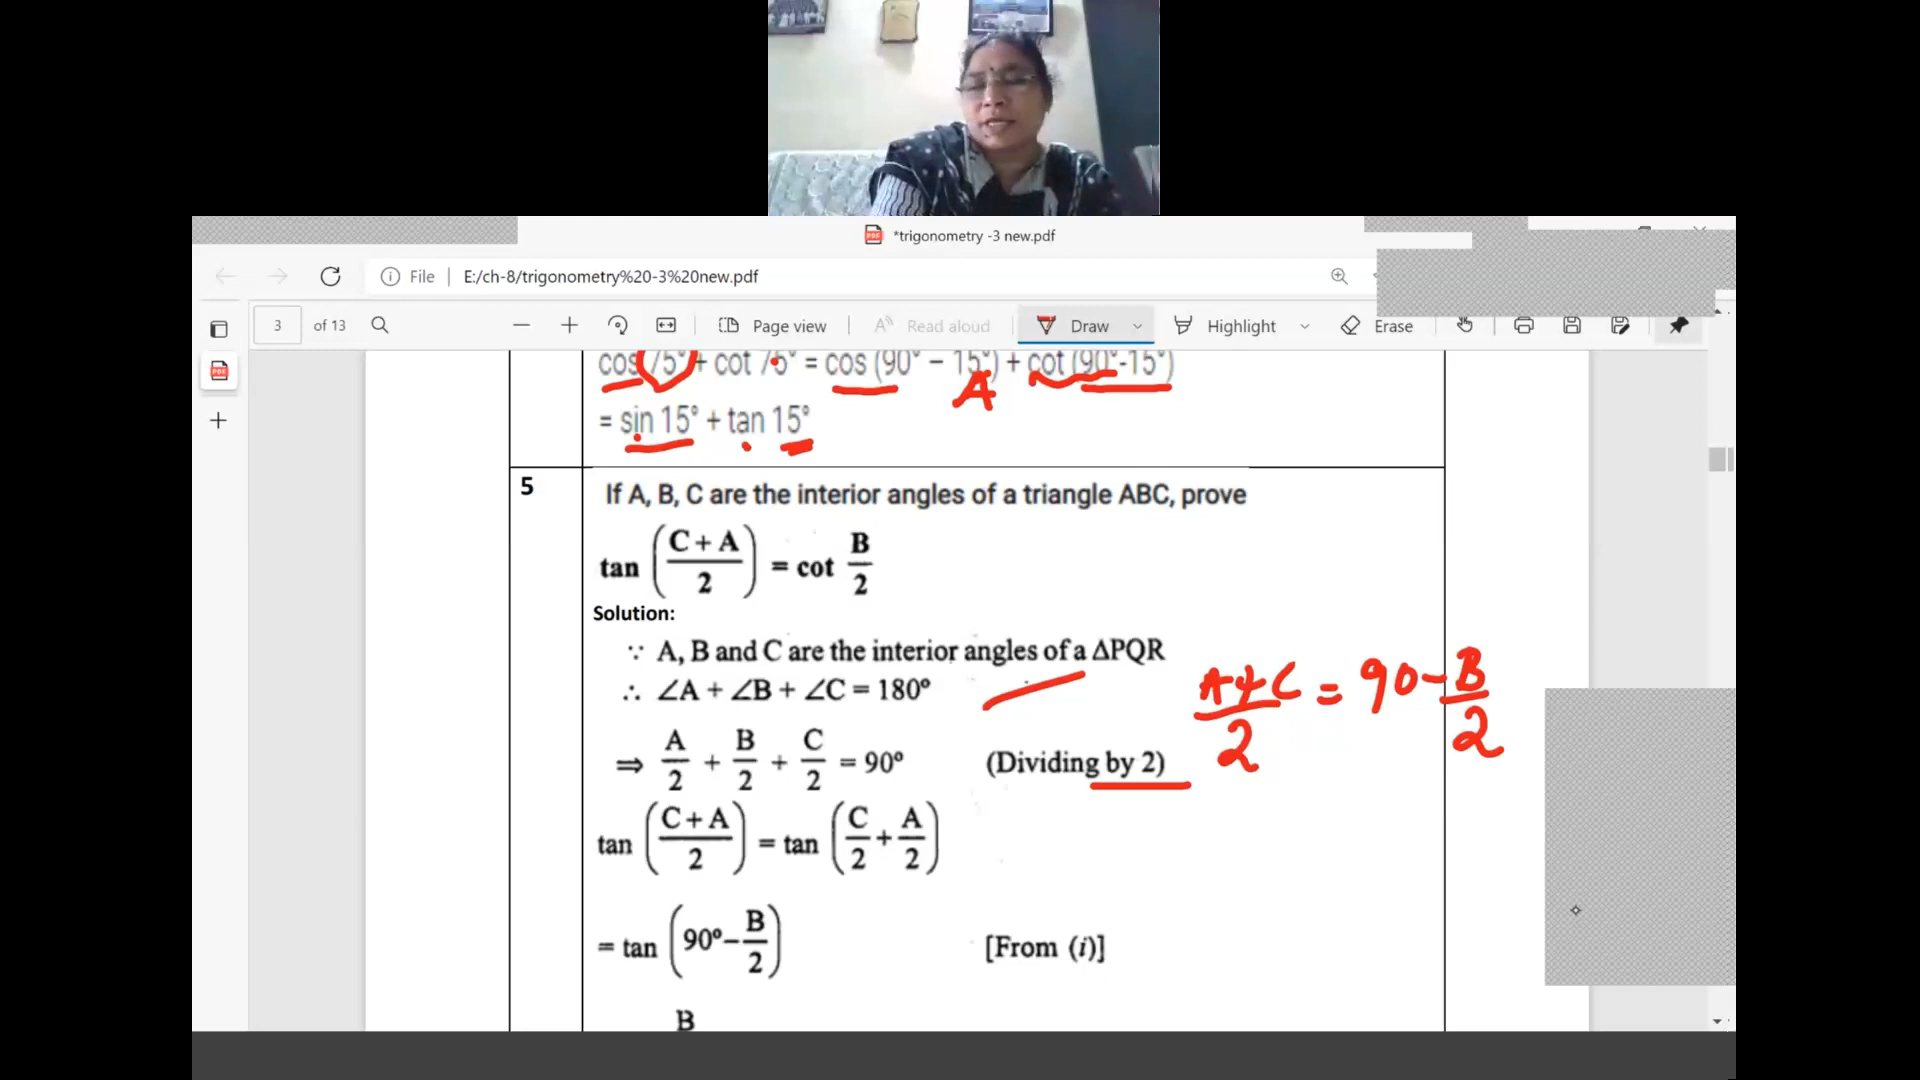 *trigonometry -3 new.pdf
File | E:/ch-8/trigonometry%20-3%20new.pdf
3 of 13 Page view Read aloud Draw Highlight Erase
cos 75° + cot 75° = cos (90° – 15°) + cot (90°-15°)
A
= sin 15° + tan 15°
5
If A, B, C are the interior angles of a triangle ABC, prove
tan ((C + A)/2) = cot B/2
Solution:
∵ A, B and C are the interior angles of a ΔPQR
∴ ∠A + ∠B + ∠C = 180°
(A + C)/2 = 90 - B/2
⇒ A/2 + B/2 + C/2 = 90° (Dividing by 2)
tan ((C + A)/2) = tan (C/2 + A/2)
= tan (90° – B/2) [From (i)]
B